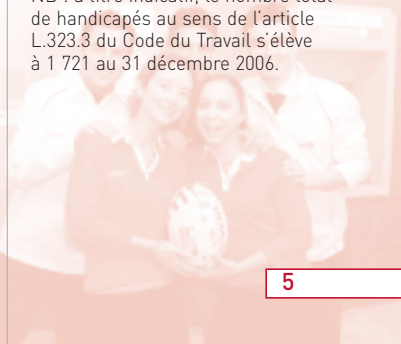 NB : à titre indicatif, le nombre total
de handicapés au sens de l’article
L.323.3 du Code du Travail s’élève
à 1 721 au 31 décembre 2006.
5